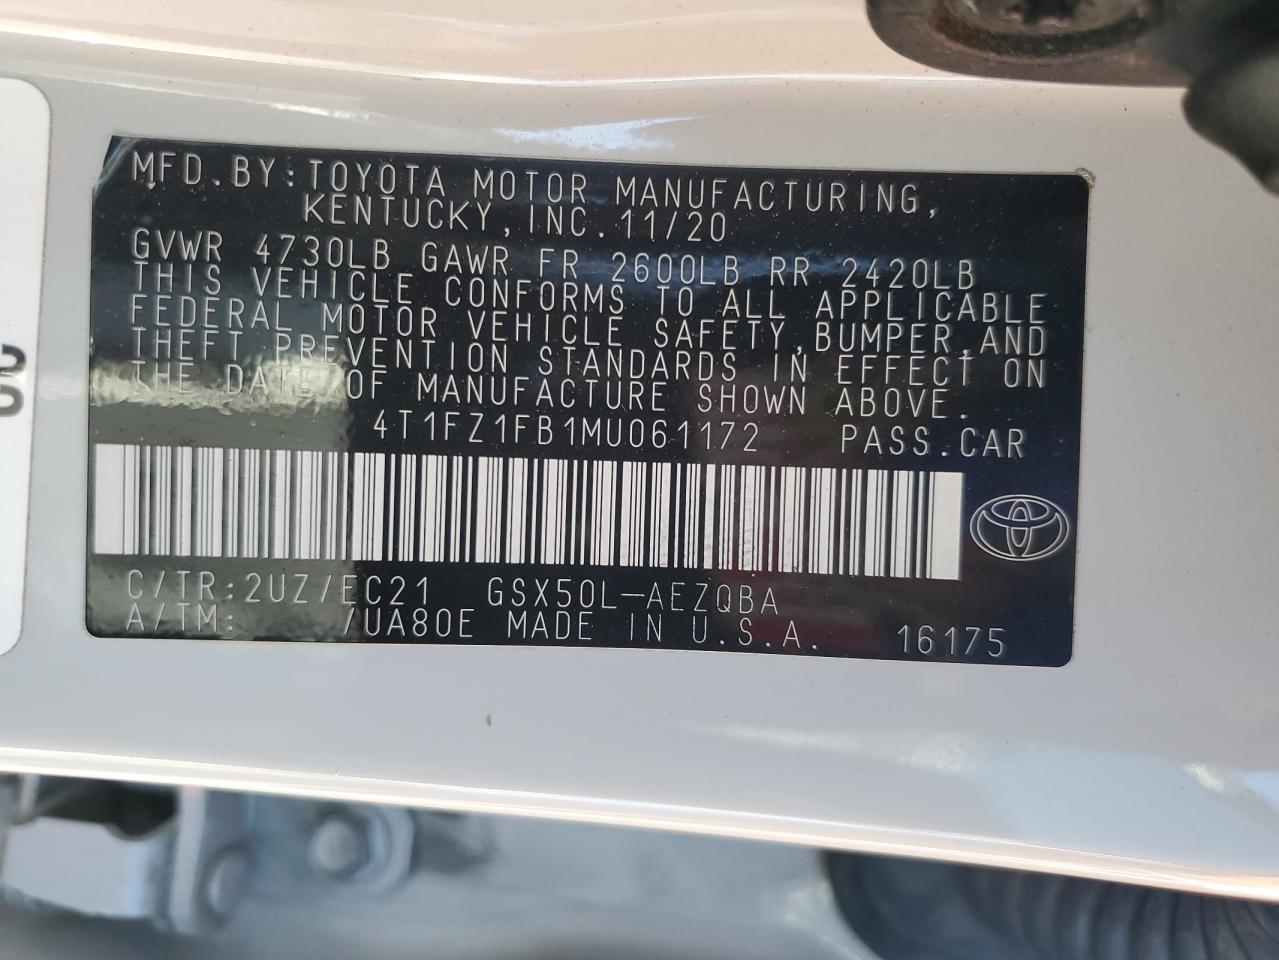 MFD.BY:TOYOTA MOTOR MANUFACTURING,
KENTUCKY,INC.11/20
GVWR 4730LB GAWR FR 2600LB RR 2420LB
THIS VEHICLE CONFORMS TO ALL APPLICABLE
FEDERAL MOTOR VEHICLE SAFETY,BUMPER,AND
THEFT PREVENTION STANDARDS IN EFFECT ON
THE DATE OF MANUFACTURE SHOWN ABOVE.
4T1FZ1FB1MU061172 PASS.CAR
C/TR:2UZ/EC21 GSX50L-AEZQBA
A/TM: /UA80E MADE IN U.S.A. 16175